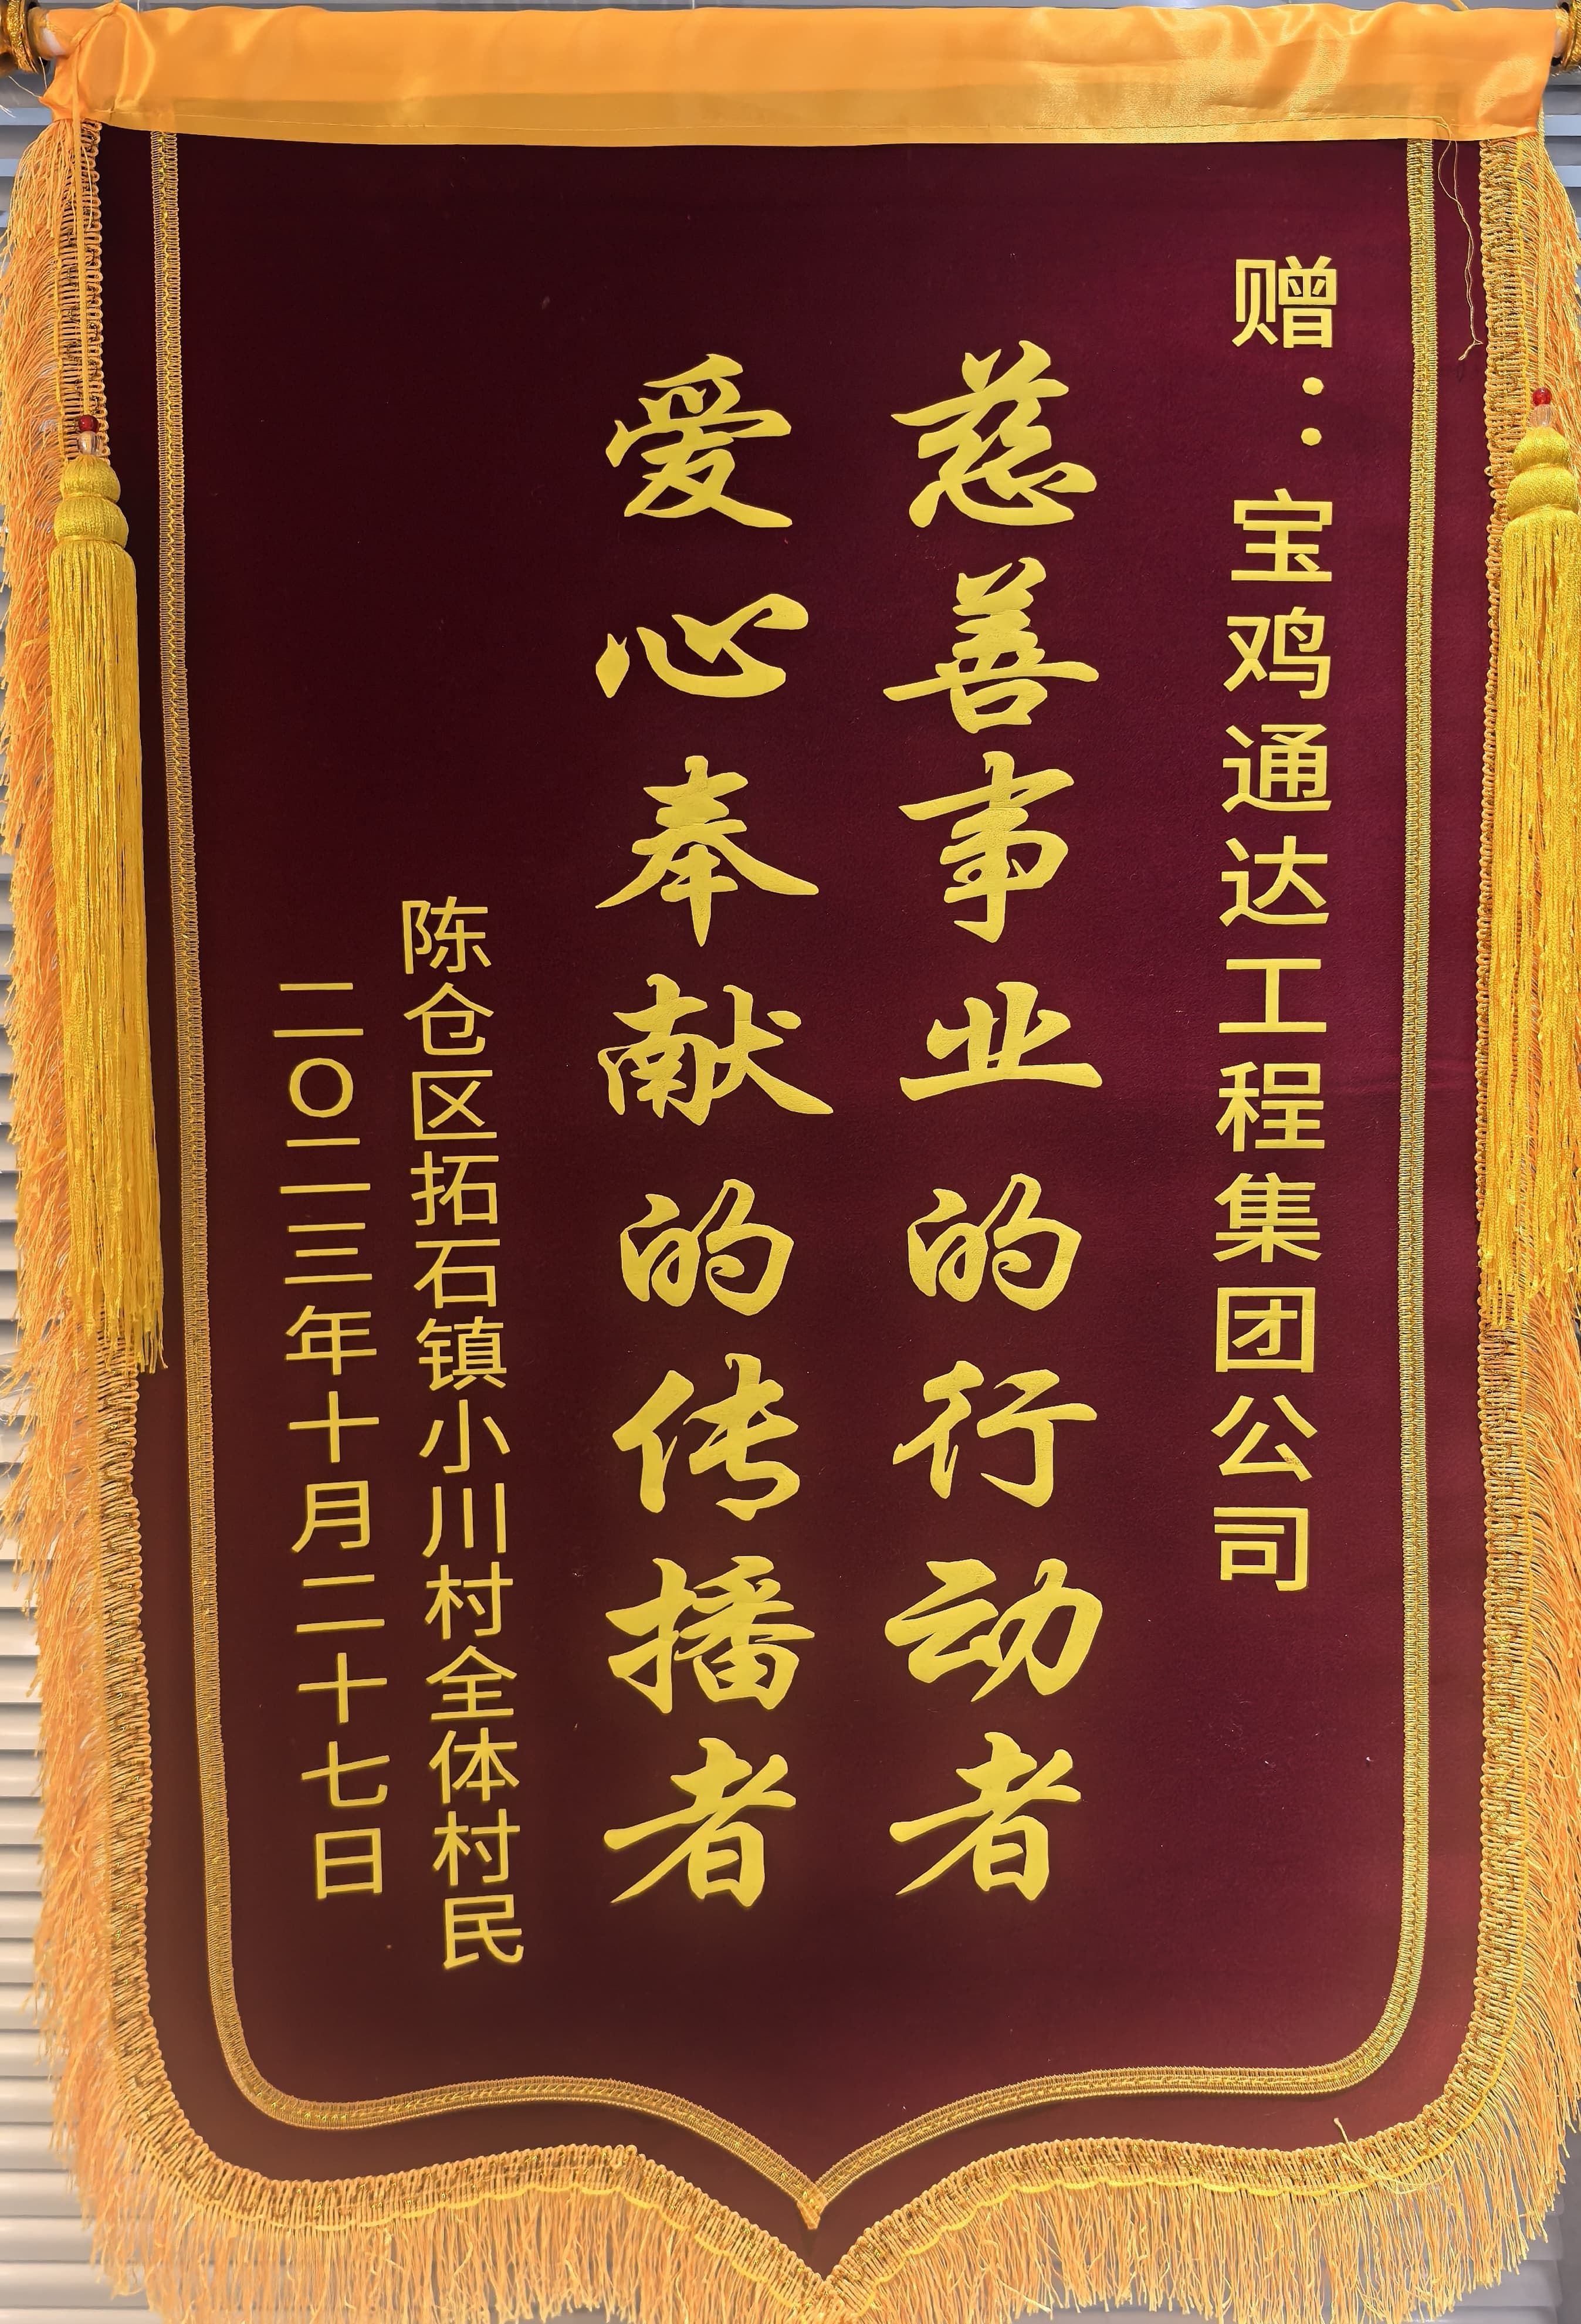 赠：宝鸡通达工程集团公司
慈善事业的行动者
爱心奉献的传播者
陈仓区拓石镇小川村全体村民
二〇二三年十月二十七日